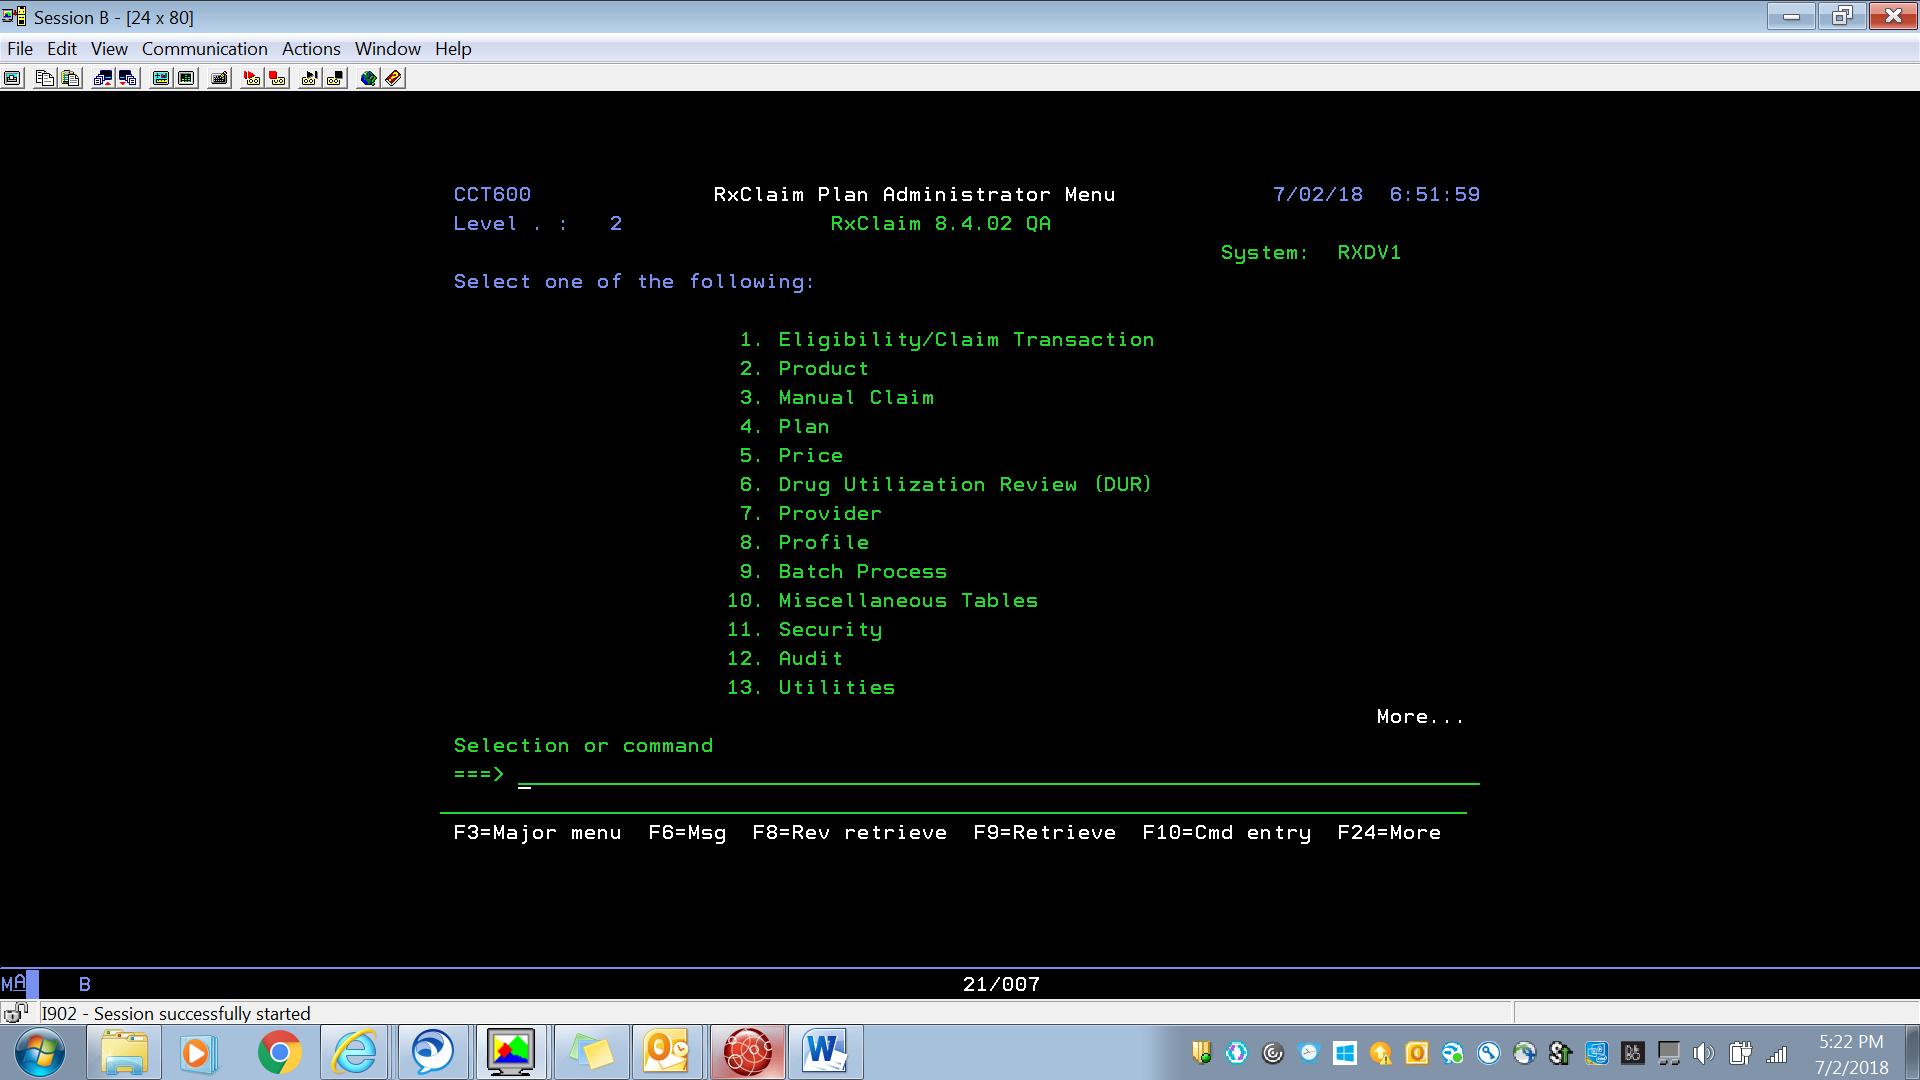 Session B - [24 x 80]
File Edit View Communication Actions Window Help
CCT600 RxClaim Plan Administrator Menu 7/02/18 6:51:59
Level . : 2 RxClaim 8.4.02 QA
System: RXDV1
Select one of the following:
1. Eligibility/Claim Transaction
2. Product
3. Manual Claim
4. Plan
5. Price
6. Drug Utilization Review (DUR)
7. Provider
8. Profile
9. Batch Process
10. Miscellaneous Tables
11. Security
12. Audit
13. Utilities
More...
Selection or command
===> _
F3=Major menu F6=Msg F8=Rev retrieve F9=Retrieve F10=Cmd entry F24=More
MA B 21/007
I902 - Session successfully started
5:22 PM
7/2/2018